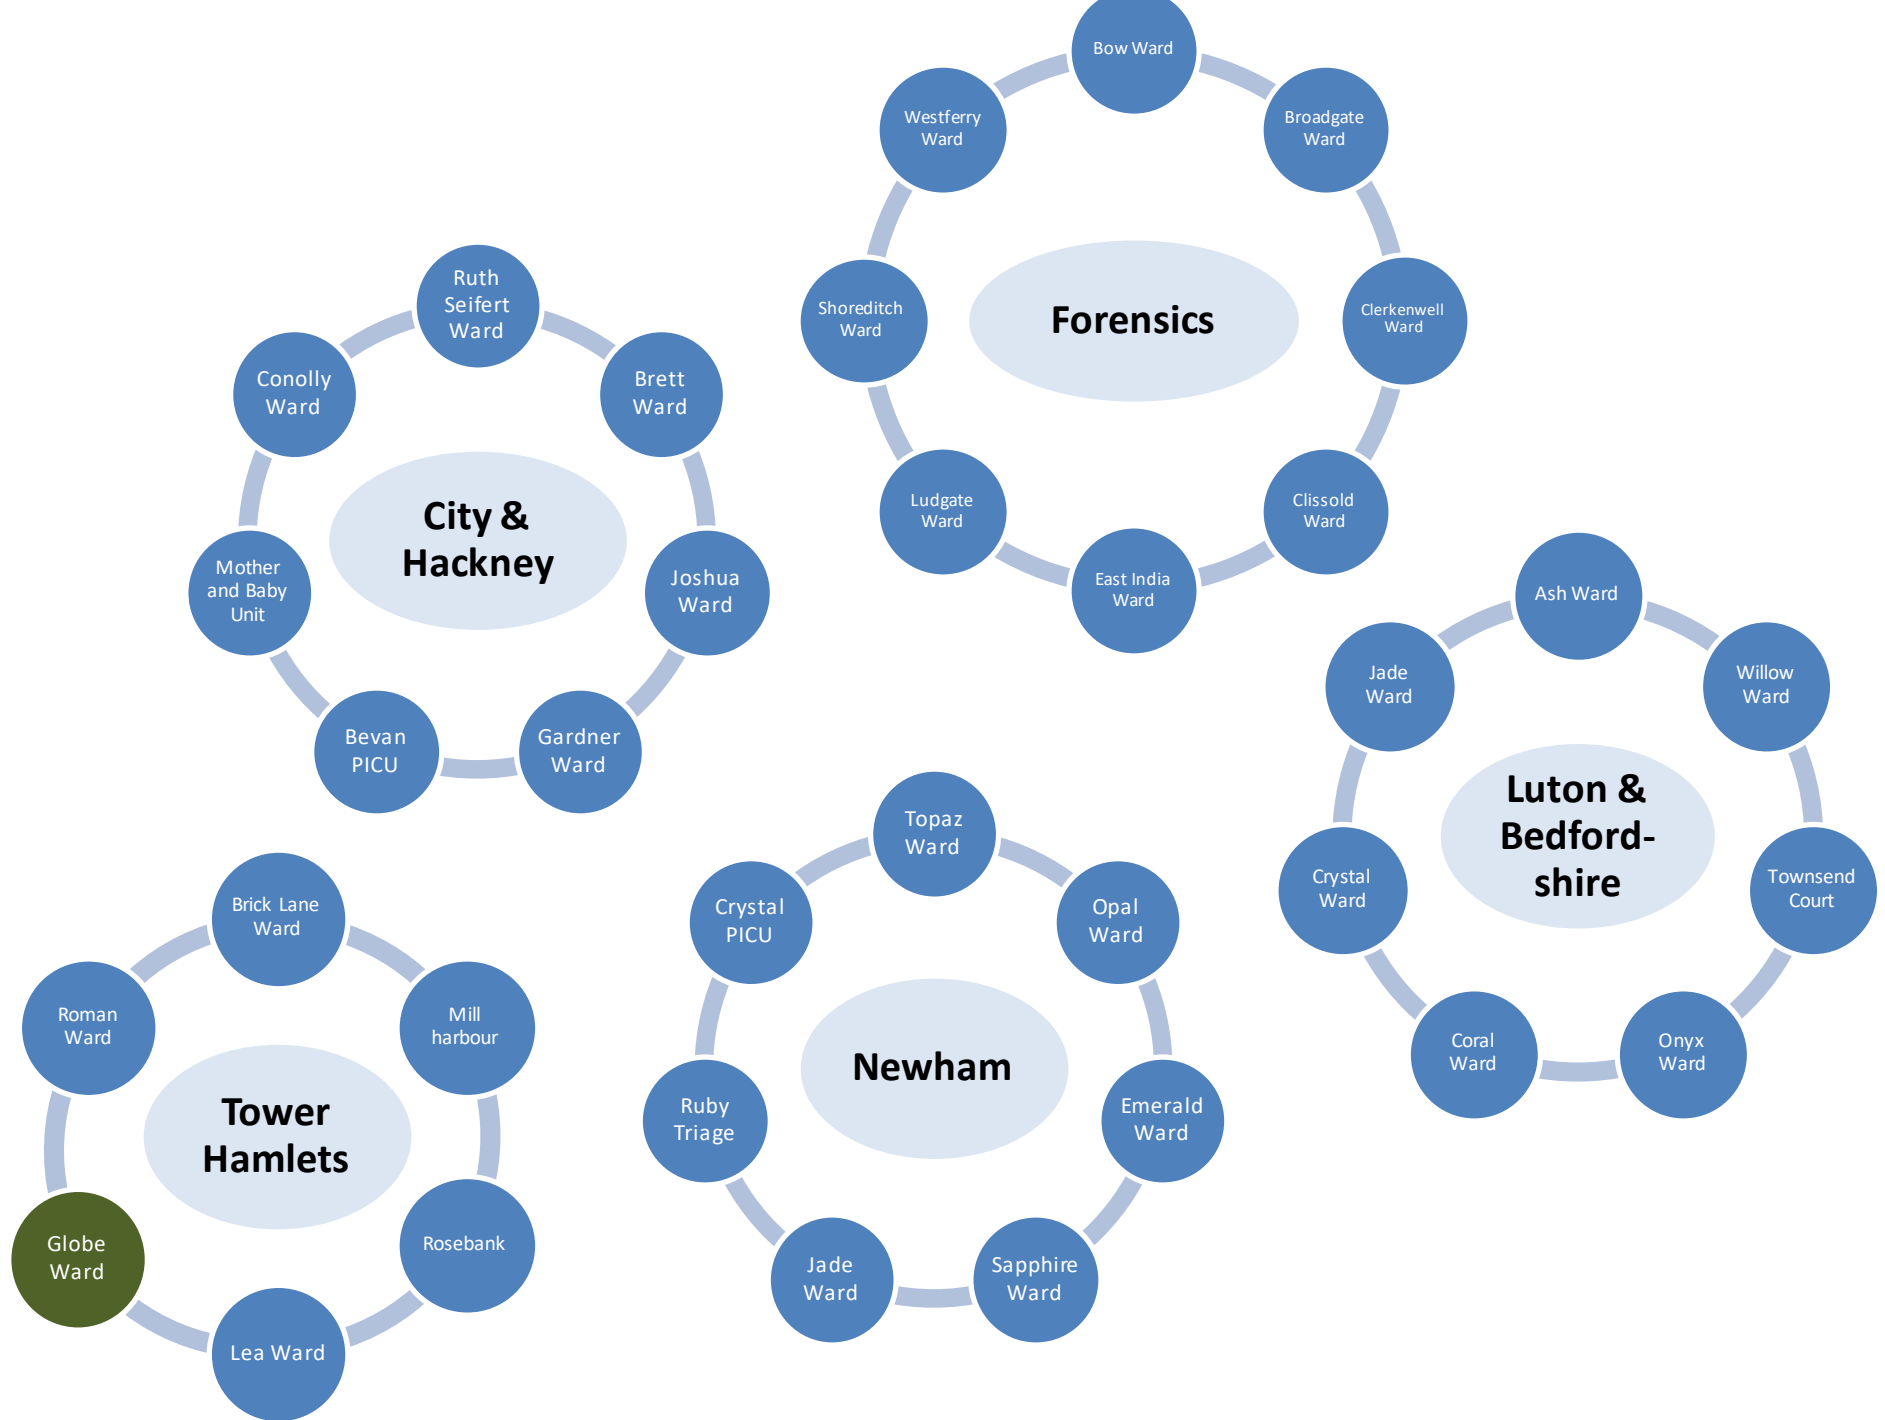 Bow Ward
Broadgate
Ward
Clerkenwell
Ward
Clissold
Ward
East India
Ward
Ludgate
Ward
Shoreditch
Ward
Westferry
Ward
Forensics
Ruth
Seifert
Ward
Brett
Ward
Joshua
Ward
Gardner
Ward
Bevan
PICU
Mother
and Baby
Unit
Conolly
Ward
City &
Hackney
Ash Ward
Willow
Ward
Townsend
Court
Onyx
Ward
Coral
Ward
Crystal
Ward
Jade
Ward
Luton &
Bedford-
shire
Topaz
Ward
Opal
Ward
Emerald
Ward
Sapphire
Ward
Jade
Ward
Ruby
Triage
Crystal
PICU
Newham
Brick Lane
Ward
Mill
harbour
Rosebank
Lea Ward
Globe
Ward
Roman
Ward
Tower
Hamlets